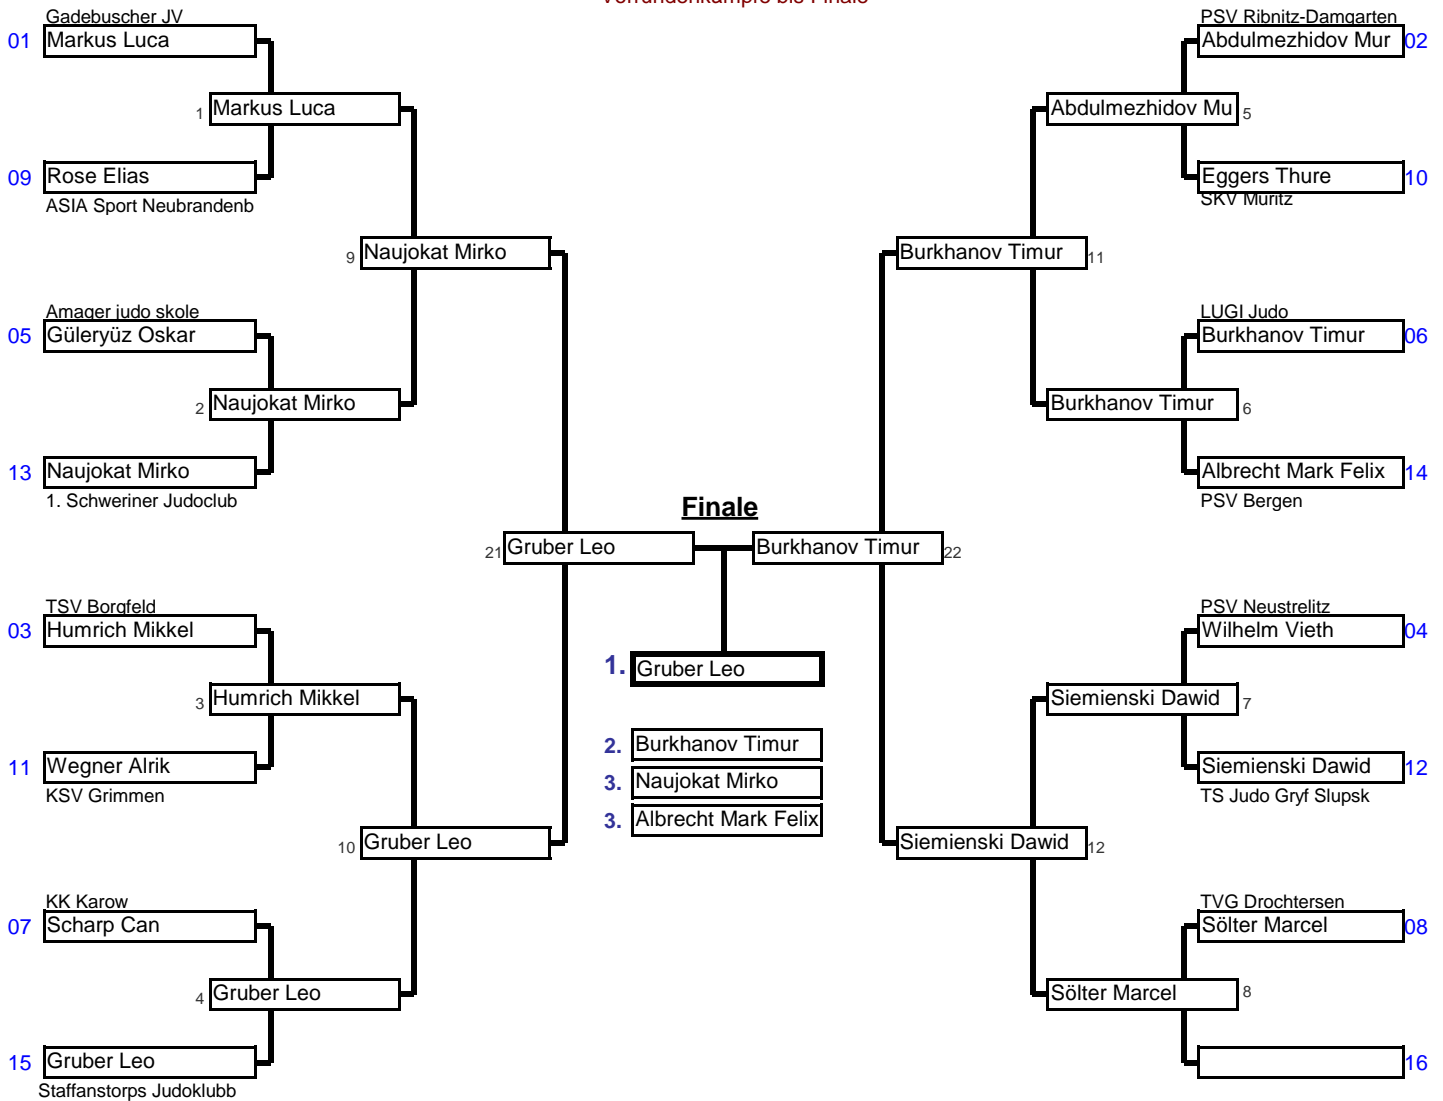 Vorrundenkämpfe bis Finale
Gadebuscher JV
01 Markus Luca
1 Markus Luca
09 Rose Elias
ASIA Sport Neubrandenb
9 Naujokat Mirko
Amager judo skole
05 Güleryüz Oskar
2 Naujokat Mirko
13 Naujokat Mirko
1. Schweriner Judoclub
21 Gruber Leo
TSV Borgfeld
03 Humrich Mikkel
3 Humrich Mikkel
11 Wegner Alrik
KSV Grimmen
10 Gruber Leo
KK Karow
07 Scharp Can
4 Gruber Leo
15 Gruber Leo
Staffanstorps Judoklubb
Finale
1. Gruber Leo
2. Burkhanov Timur
3. Naujokat Mirko
3. Albrecht Mark Felix
PSV Ribnitz-Damgarten
Abdulmezhidov Mur 02
Abdulmezhidov Mu 5
Eggers Thure 10
SKV Müritz
Burkhanov Timur 11
LUGI Judo
Burkhanov Timur 06
Burkhanov Timur 6
Albrecht Mark Felix 14
PSV Bergen
Burkhanov Timur 22
PSV Neustrelitz
Wilhelm Vieth 04
Siemienski Dawid 7
Siemienski Dawid 12
TS Judo Gryf Slupsk
Siemienski Dawid 12
TVG Drochtersen
Sölter Marcel 08
Sölter Marcel 8
16